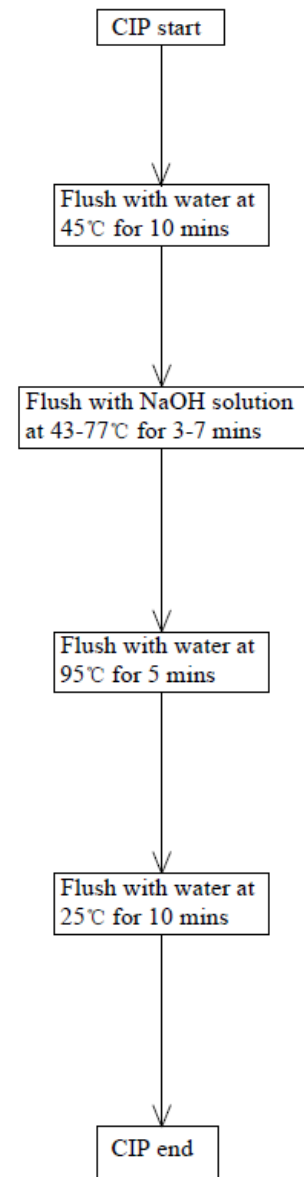 CIP start
Flush with water at
45℃ for 10 mins
Flush with NaOH solution
at 43-77℃ for 3-7 mins
Flush with water at
95℃ for 5 mins
Flush with water at
25℃ for 10 mins
CIP end